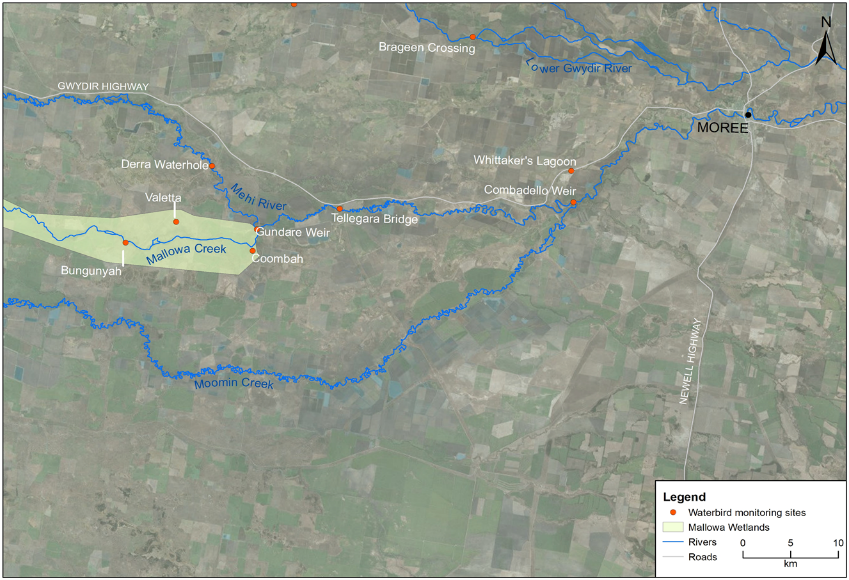 N
Brageen Crossing
Lower Gwydir River
GWYDIR HIGHWAY
MOREE
Derra Waterhole
Whittaker's Lagoon
Combadello Weir
Mehi River
Valetta
Tellegara Bridge
Gundare Weir
Mallowa Creek
Coombah
Bungunyah
Moomin Creek
NEWELL HIGHWAY
Legend
Waterbird monitoring sites
Mallowa Wetlands
Rivers
Roads
0 5 10
km